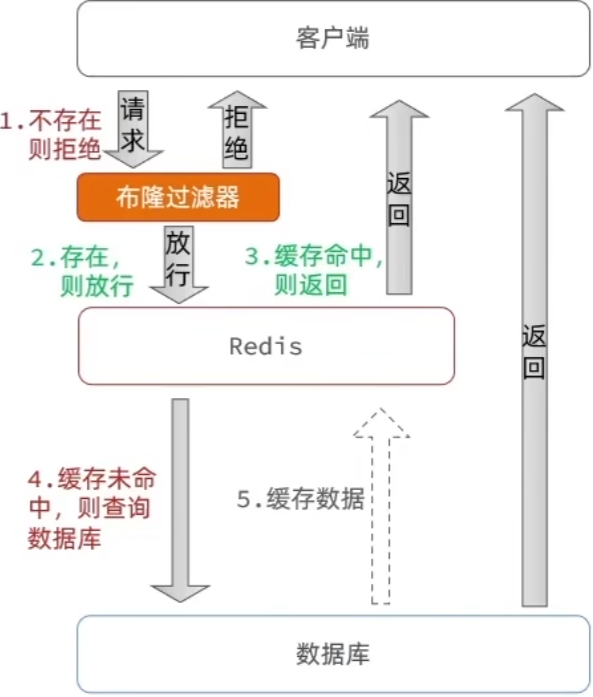 客户端
1.不存在
则拒绝
请求
拒绝
返回
布隆过滤器
2.存在，
则放行
放行
3.缓存命中，
则返回
Redis
返回
4.缓存未命
中，则查询
数据库
5.缓存数据
数据库